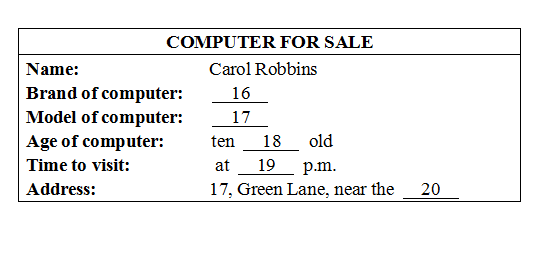 COMPUTER FOR SALE
Name: Carol Robbins
Brand of computer: 16
Model of computer: 17
Age of computer: ten 18 old
Time to visit: at 19 p.m.
Address: 17, Green Lane, near the 20